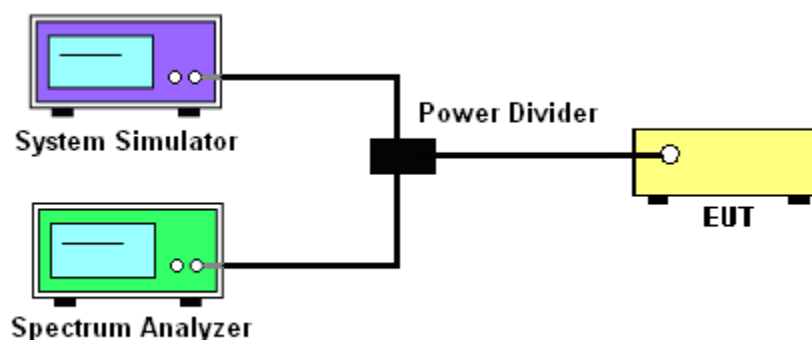 System Simulator
Power Divider
EUT
Spectrum Analyzer